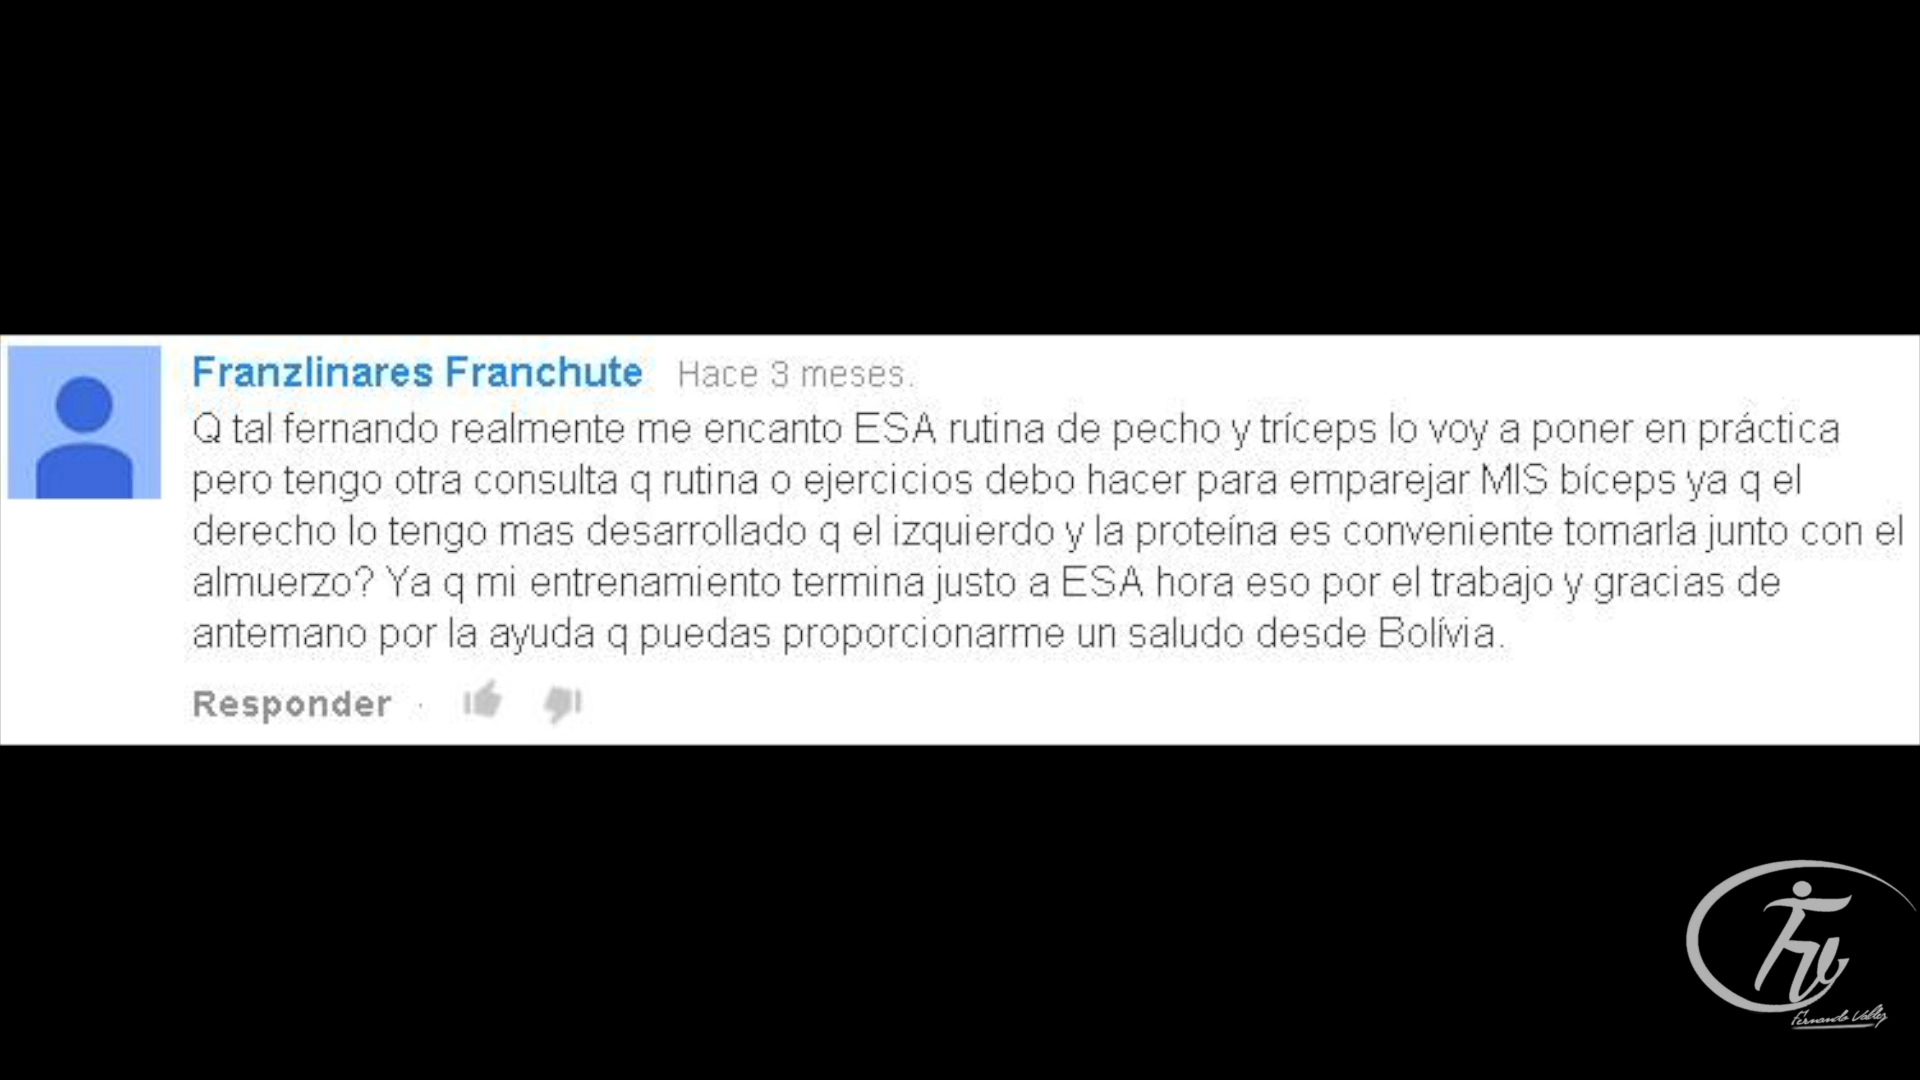 Franzlinares Franchute Hace 3 meses.
Q tal fernando realmente me encanto ESA rutina de pecho y tríceps lo voy a poner en práctica
pero tengo otra consulta q rutina o ejercicios debo hacer para emparejar MIS bíceps ya q el
derecho lo tengo mas desarrollado q el izquierdo y la proteína es conveniente tomarla junto con el
almuerzo? Ya q mi entrenamiento termina justo a ESA hora eso por el trabajo y gracias de
antemano por la ayuda q puedas proporcionarme un saludo desde Bolívia.
Responder ·
Fernando Valdez